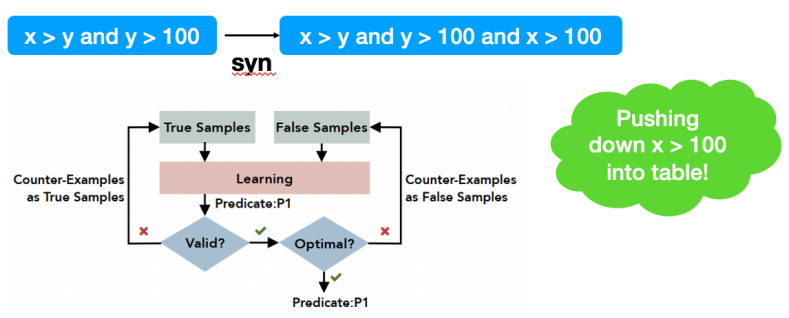 x > y and y > 100
x > y and y > 100 and x > 100
syn
Pushing
down x > 100
into table!
True Samples
False Samples
Counter-Examples
as True Samples
Learning
Counter-Examples
as False Samples
Predicate:P1
Valid?
Optimal?
Predicate:P1